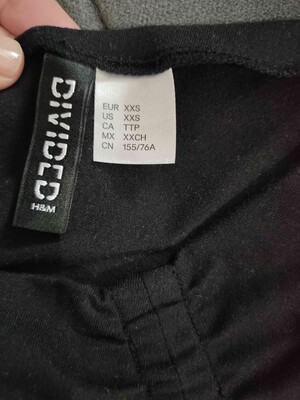 DIVIDED
H&M
EUR XXS
US XXS
CA TTP
MX XXCH
CN 155/76A